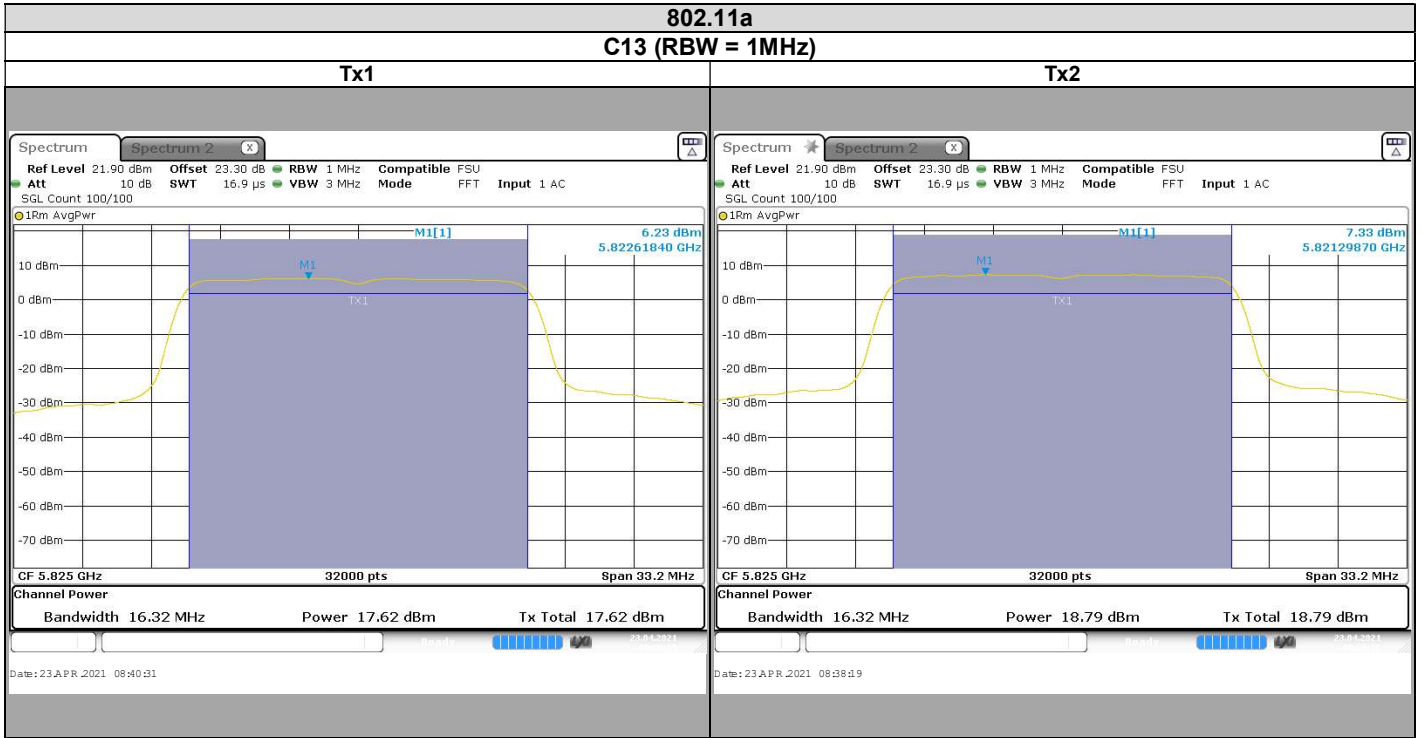 802.11a
C13 (RBW = 1MHz)
Tx1 Tx2
Spectrum Spectrum 2 X
Ref Level 21.90 dBm Offset 23.30 dB RBW 1 MHz Compatible FSU
Att 10 dB SWT 16.9 µs VBW 3 MHz Mode FFT Input 1 AC
SGL Count 100/100
1Rm AvgPwr
M1[1] 6.23 dBm
5.82261840 GHz
M1
10 dBm
0 dBm
TX1
-10 dBm
-20 dBm
-30 dBm
-40 dBm
-50 dBm
-60 dBm
-70 dBm
CF 5.825 GHz 32000 pts Span 33.2 MHz
Channel Power
Bandwidth 16.32 MHz Power 17.62 dBm Tx Total 17.62 dBm
Ready 23.04.2021
Date: 23.APR.2021 08:40:31
Spectrum Spectrum 2 X
Ref Level 21.90 dBm Offset 23.30 dB RBW 1 MHz Compatible FSU
Att 10 dB SWT 16.9 µs VBW 3 MHz Mode FFT Input 1 AC
SGL Count 100/100
1Rm AvgPwr
M1[1] 7.33 dBm
5.82129870 GHz
M1
10 dBm
0 dBm
TX1
-10 dBm
-20 dBm
-30 dBm
-40 dBm
-50 dBm
-60 dBm
-70 dBm
CF 5.825 GHz 32000 pts Span 33.2 MHz
Channel Power
Bandwidth 16.32 MHz Power 18.79 dBm Tx Total 18.79 dBm
Ready 23.04.2021
Date: 23.APR.2021 08:38:19